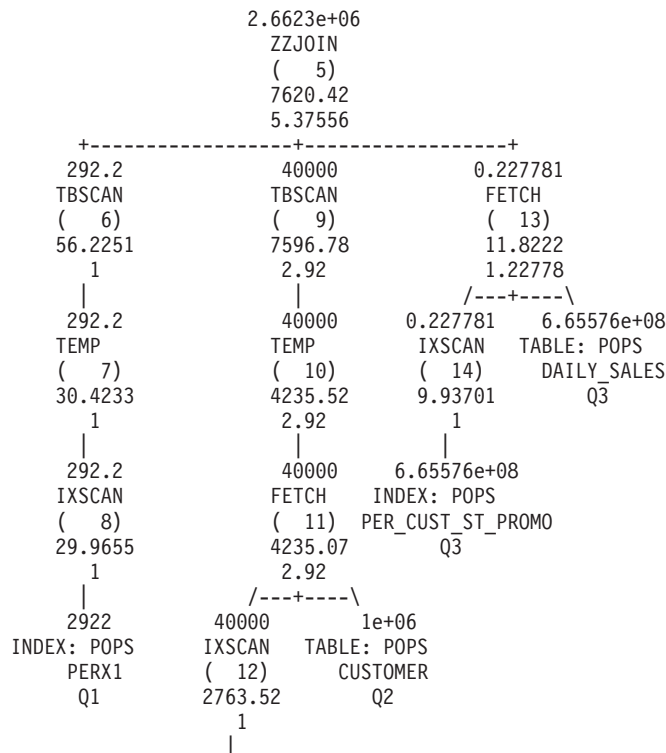 2.6623e+06
ZZJOIN
( 5)
7620.42
5.37556
+------------------+------------------+
292.2 40000 0.227781
TBSCAN TBSCAN FETCH
( 6) ( 9) ( 13)
56.2251 7596.78 11.8222
1 2.92 1.22778
| | /---+----\
292.2 40000 0.227781 6.65576e+08
TEMP TEMP IXSCAN TABLE: POPS
( 7) ( 10) ( 14) DAILY_SALES
30.4233 4235.52 9.93701 Q3
1 2.92 1
| | |
292.2 40000 6.65576e+08
IXSCAN FETCH INDEX: POPS
( 8) ( 11) PER_CUST_ST_PROMO
29.9655 4235.07 Q3
1 2.92
| /---+----\
2922 40000 1e+06
INDEX: POPS IXSCAN TABLE: POPS
PERX1 ( 12) CUSTOMER
Q1 2763.52 Q2
1
|